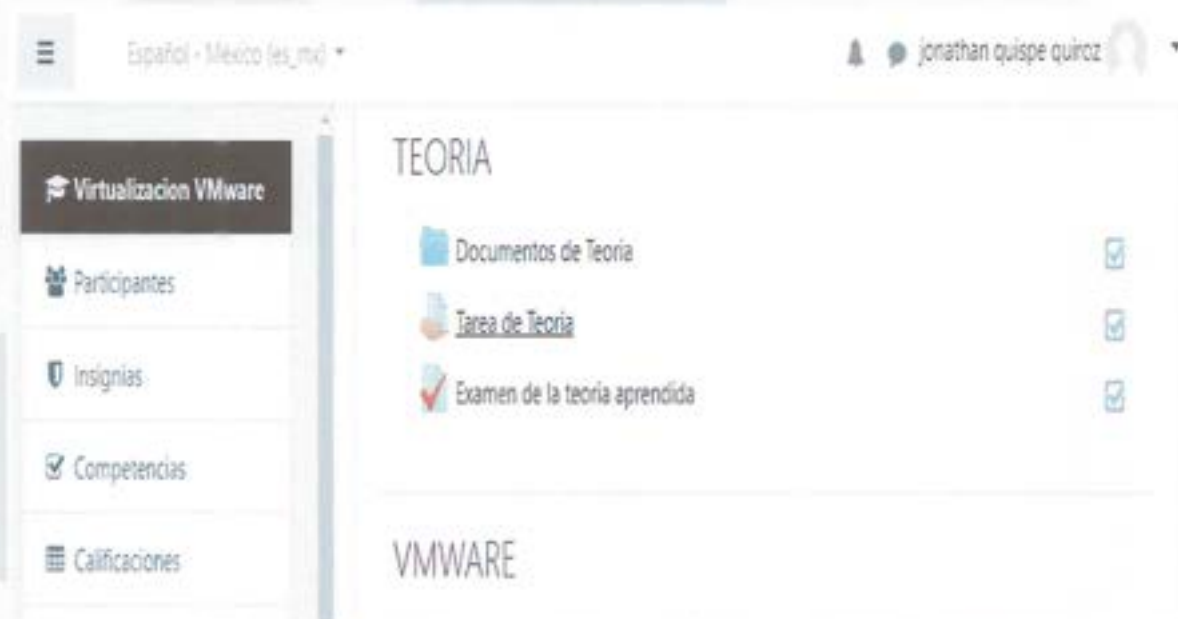 Español - México (es_mx)
jonathan quispe quiroz
Virtualizacion VMware
Participantes
Insignias
Competencias
Calificaciones
TEORIA
Documentos de Teoria
Tarea de Teoria
Examen de la teoria aprendida
VMWARE